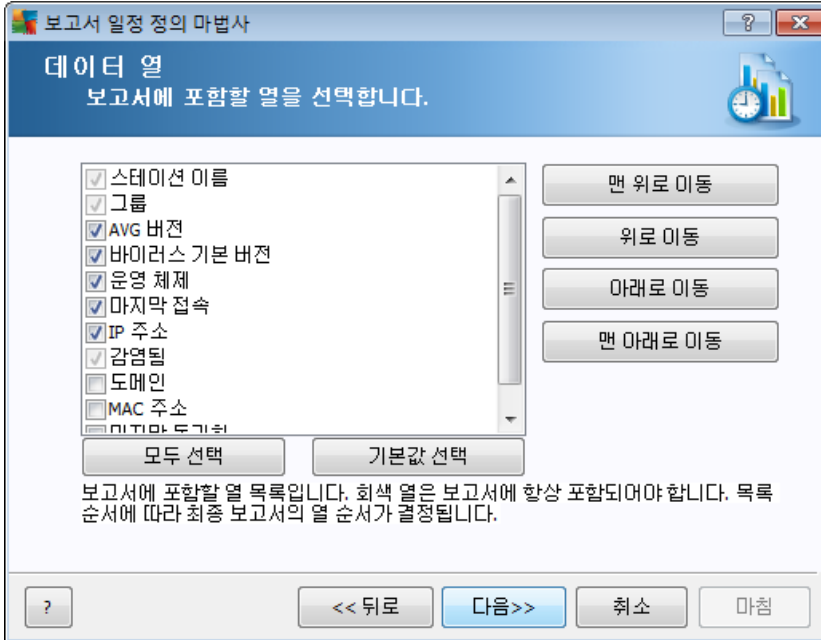 보고서 일정 정의 마법사
?
데이터 열
보고서에 포함할 열을 선택합니다.
스테이션 이름
그룹
AVG 버전
바이러스 기본 버전
운영 체제
마지막 접속
IP 주소
감염됨
도메인
MAC 주소
맨 위로 이동
위로 이동
아래로 이동
맨 아래로 이동
모두 선택
기본값 선택
보고서에 포함할 열 목록입니다. 회색 열은 보고서에 항상 포함되어야 합니다. 목록
순서에 따라 최종 보고서의 열 순서가 결정됩니다.
?
<< 뒤로
다음>>
취소
마침